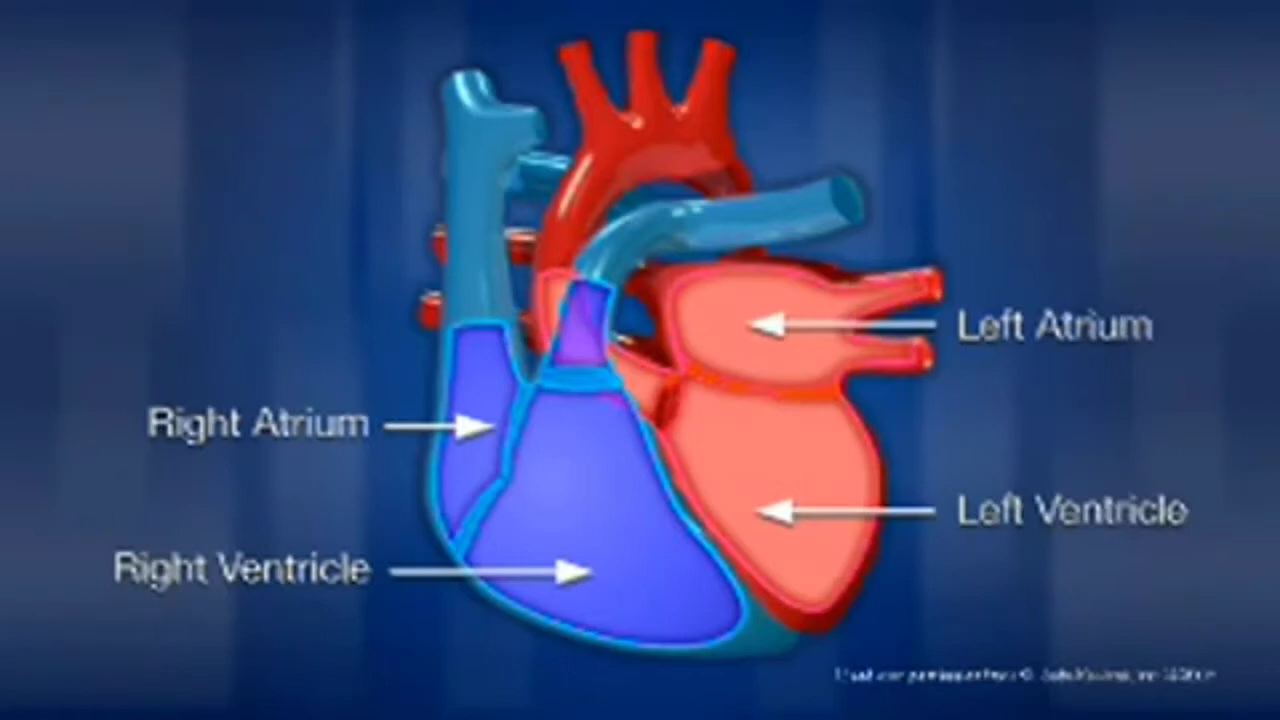 Left Atrium
Right Atrium
Left Ventricle
Right Ventricle